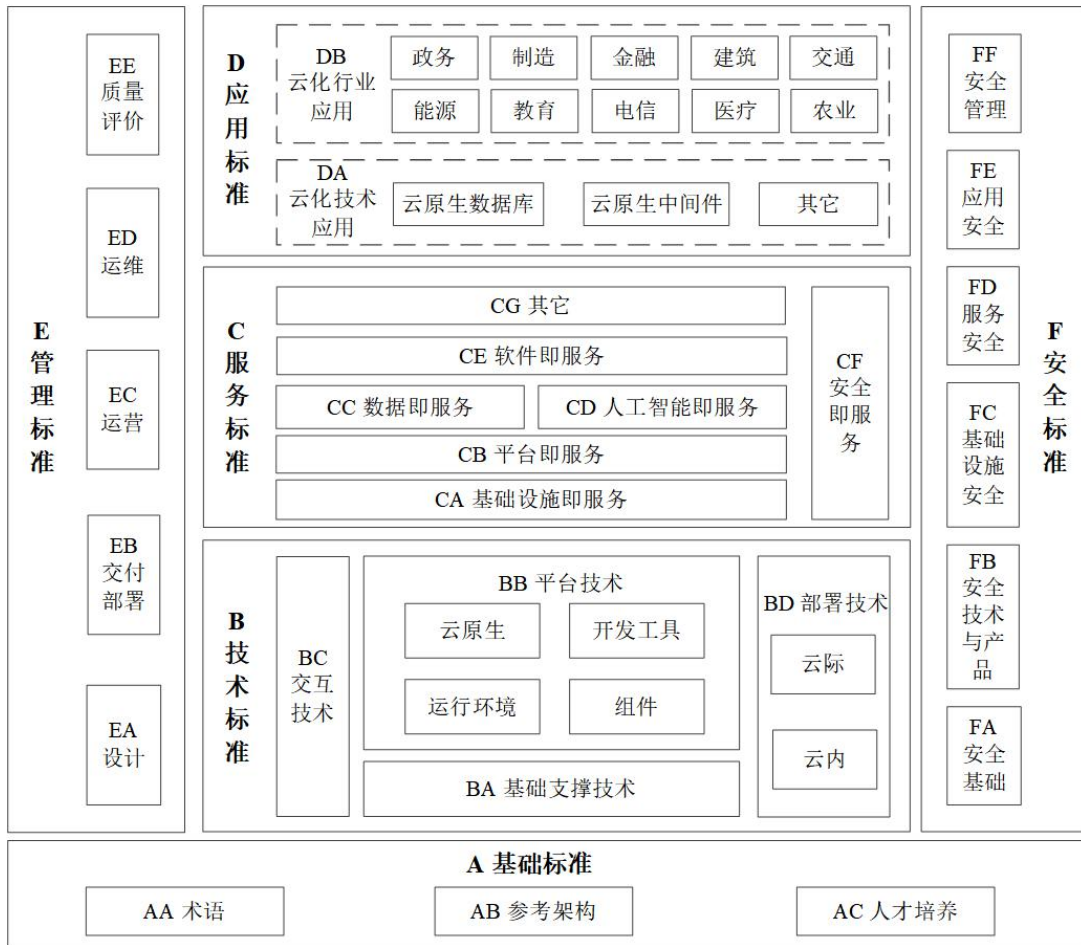 E
管
理
标
准
EE
质量
评价
ED
运维
EC
运营
EB
交付
部署
EA
设计
D
应
用
标
准
DB
云化行业
应用
政务
制造
金融
建筑
交通
能源
教育
电信
医疗
农业
DA
云化技术
应用
云原生数据库
云原生中间件
其它
C
服
务
标
准
CG 其它
CE 软件即服务
CC 数据即服务
CD 人工智能即服务
CB 平台即服务
CA 基础设施即服务
CF
安全
即服
务
B
技
术
标
准
BC
交互
技术
BB 平台技术
云原生
开发工具
运行环境
组件
BA 基础支撑技术
BD 部署技术
云际
云内
FF
安全
管理
FE
应用
安全
FD
服务
安全
FC
基础
设施
安全
FB
安全
技术
与产
品
FA
安全
基础
F
安
全
标
准
A 基础标准
AA 术语
AB 参考架构
AC 人才培养